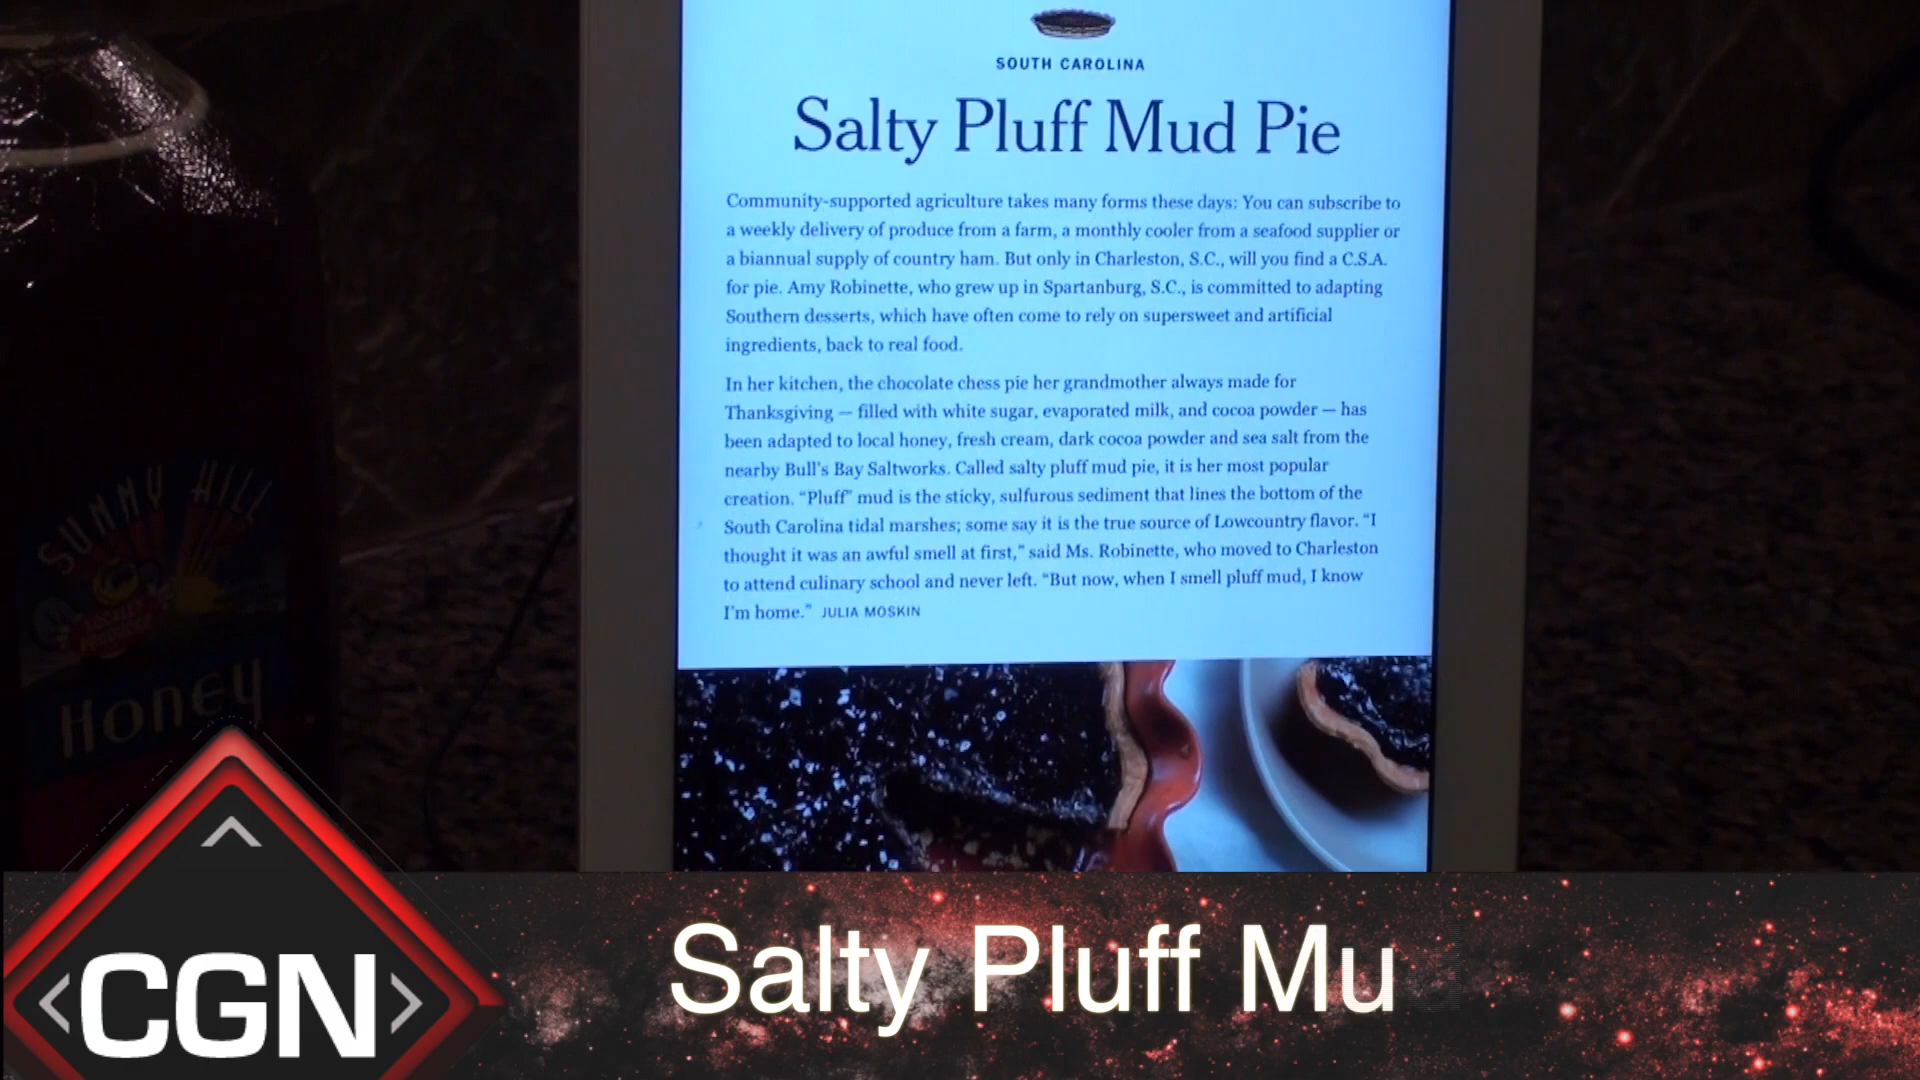 SOUTH CAROLINA
Salty Pluff Mud Pie
Community-supported agriculture takes many forms these days: You can subscribe to
a weekly delivery of produce from a farm, a monthly cooler from a seafood supplier or
a biannual supply of country ham. But only in Charleston, S.C., will you find a C.S.A.
for pie. Amy Robinette, who grew up in Spartanburg, S.C., is committed to adapting
Southern desserts, which have often come to rely on supersweet and artificial
ingredients, back to real food.
In her kitchen, the chocolate chess pie her grandmother always made for
Thanksgiving — filled with white sugar, evaporated milk, and cocoa powder — has
been adapted to local honey, fresh cream, dark cocoa powder and sea salt from the
nearby Bull's Bay Saltworks. Called salty pluff mud pie, it is her most popular
creation. “Pluff” mud is the sticky, sulfurous sediment that lines the bottom of the
South Carolina tidal marshes; some say it is the true source of Lowcountry flavor. “I
thought it was an awful smell at first,” said Ms. Robinette, who moved to Charleston
to attend culinary school and never left. “But now, when I smell pluff mud, I know
I'm home.” JULIA MOSKIN
SUNNY HILL
Honey
CGN
Salty Pluff Mu